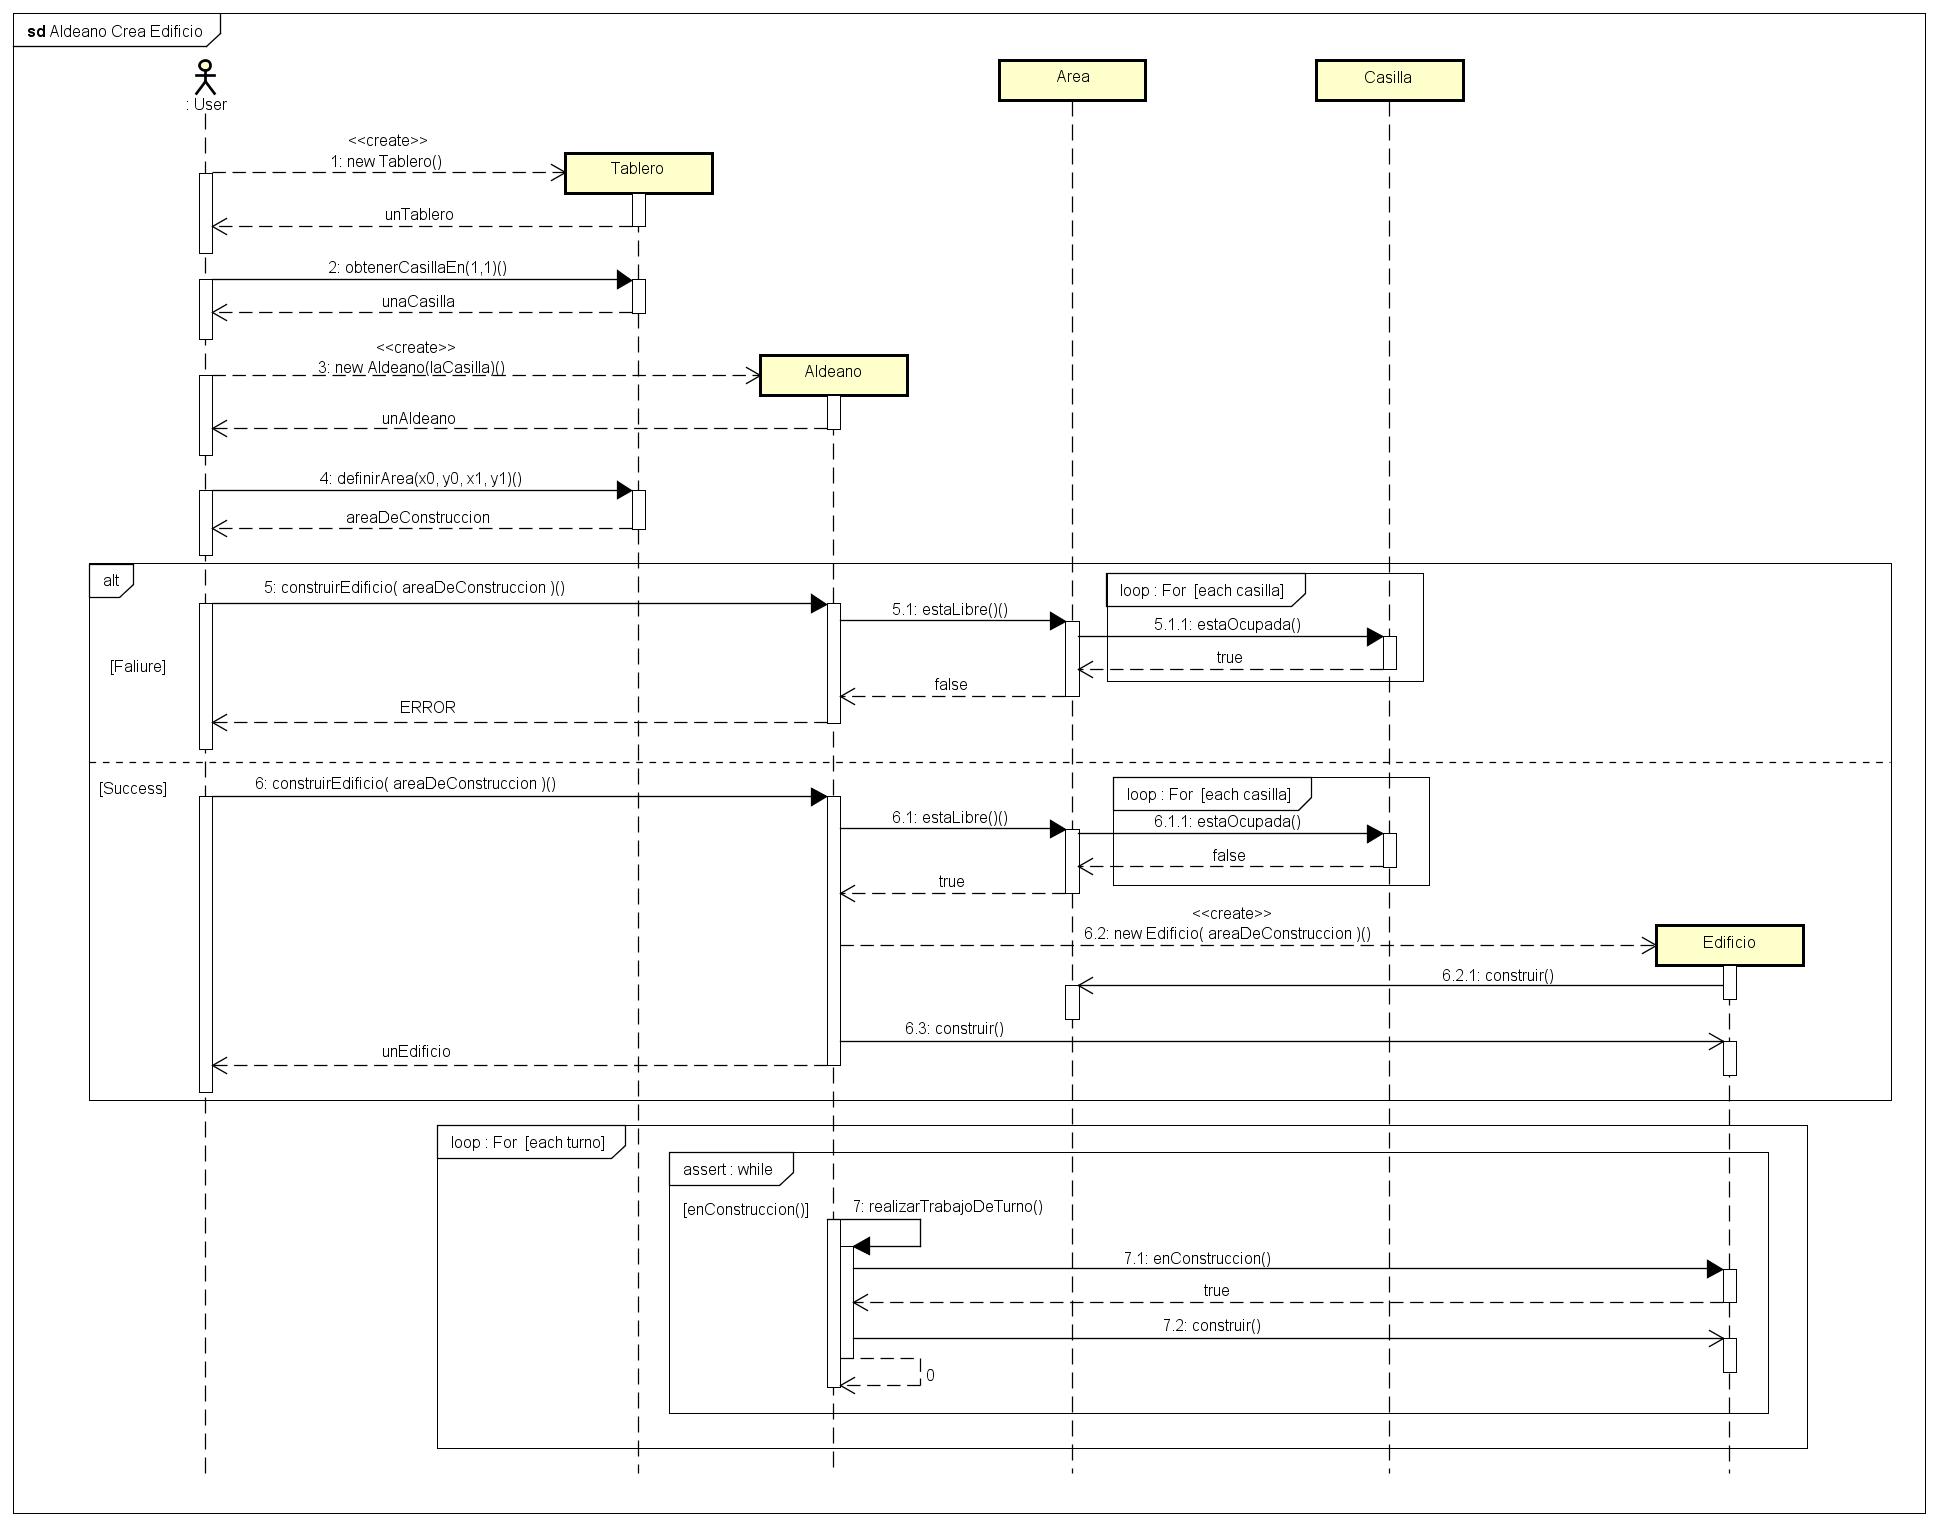 sd Aldeano Crea Edificio
: User
Area
Casilla
<<create>>
1: new Tablero()
Tablero
unTablero
2: obtenerCasillaEn(1,1)()
unaCasilla
<<create>>
3: new Aldeano(laCasilla)()
Aldeano
unAldeano
4: definirArea(x0, y0, x1, y1)()
areaDeConstruccion
alt
5: construirEdificio( areaDeConstruccion )()
loop : For [each casilla]
5.1: estaLibre()()
5.1.1: estaOcupada()
[Faliure]
true
false
ERROR
[Success]
6: construirEdificio( areaDeConstruccion )()
loop : For [each casilla]
6.1: estaLibre()()
6.1.1: estaOcupada()
false
true
<<create>>
6.2: new Edificio( areaDeConstruccion )()
Edificio
6.2.1: construir()
6.3: construir()
unEdificio
loop : For [each turno]
assert : while
[enConstruccion()]
7: realizarTrabajoDeTurno()
7.1: enConstruccion()
true
7.2: construir()
0